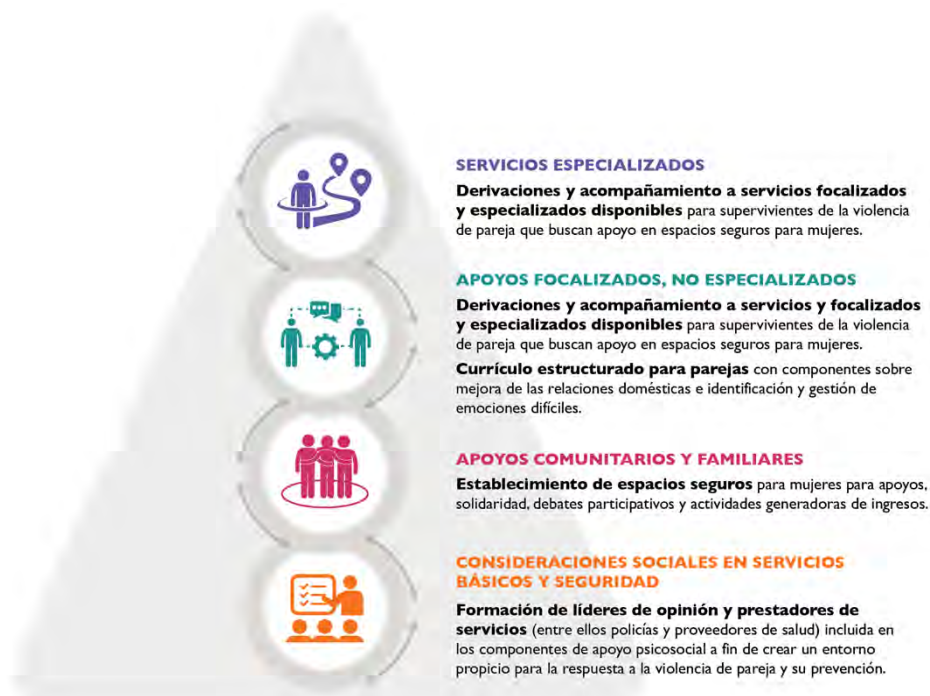 SERVICIOS ESPECIALIZADOS
Derivaciones y acompañamiento a servicios focalizados
y especializados disponibles para supervivientes de la violencia
de pareja que buscan apoyo en espacios seguros para mujeres.
APOYOS FOCALIZADOS, NO ESPECIALIZADOS
Derivaciones y acompañamiento a servicios y focalizados
y especializados disponibles para supervivientes de la violencia
de pareja que buscan apoyo en espacios seguros para mujeres.
Currículo estructurado para parejas con componentes sobre
mejora de las relaciones domésticas e identificación y gestión de
emociones difíciles.
APOYOS COMUNITARIOS Y FAMILIARES
Establecimiento de espacios seguros para mujeres para apoyos,
solidaridad, debates participativos y actividades generadoras de ingresos.
CONSIDERACIONES SOCIALES EN SERVICIOS
BÁSICOS Y SEGURIDAD
Formación de líderes de opinión y prestadores de
servicios (entre ellos policías y proveedores de salud) incluida en
los componentes de apoyo psicosocial a fin de crear un entorno
propicio para la respuesta a la violencia de pareja y su prevención.